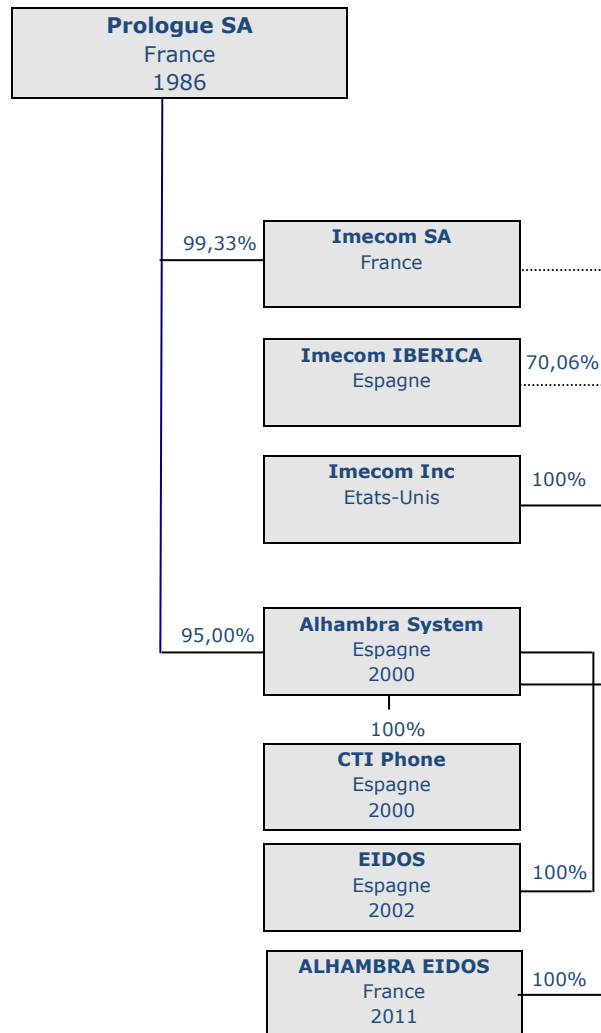 Prologue SA
France
1986
99,33%
Imecom SA
France
Imecom IBERICA
Espagne
70,06%
Imecom Inc
Etats-Unis
100%
95,00%
Alhambra System
Espagne
2000
100%
CTI Phone
Espagne
2000
EIDOS
Espagne
2002
100%
ALHAMBRA EIDOS
France
2011
100%